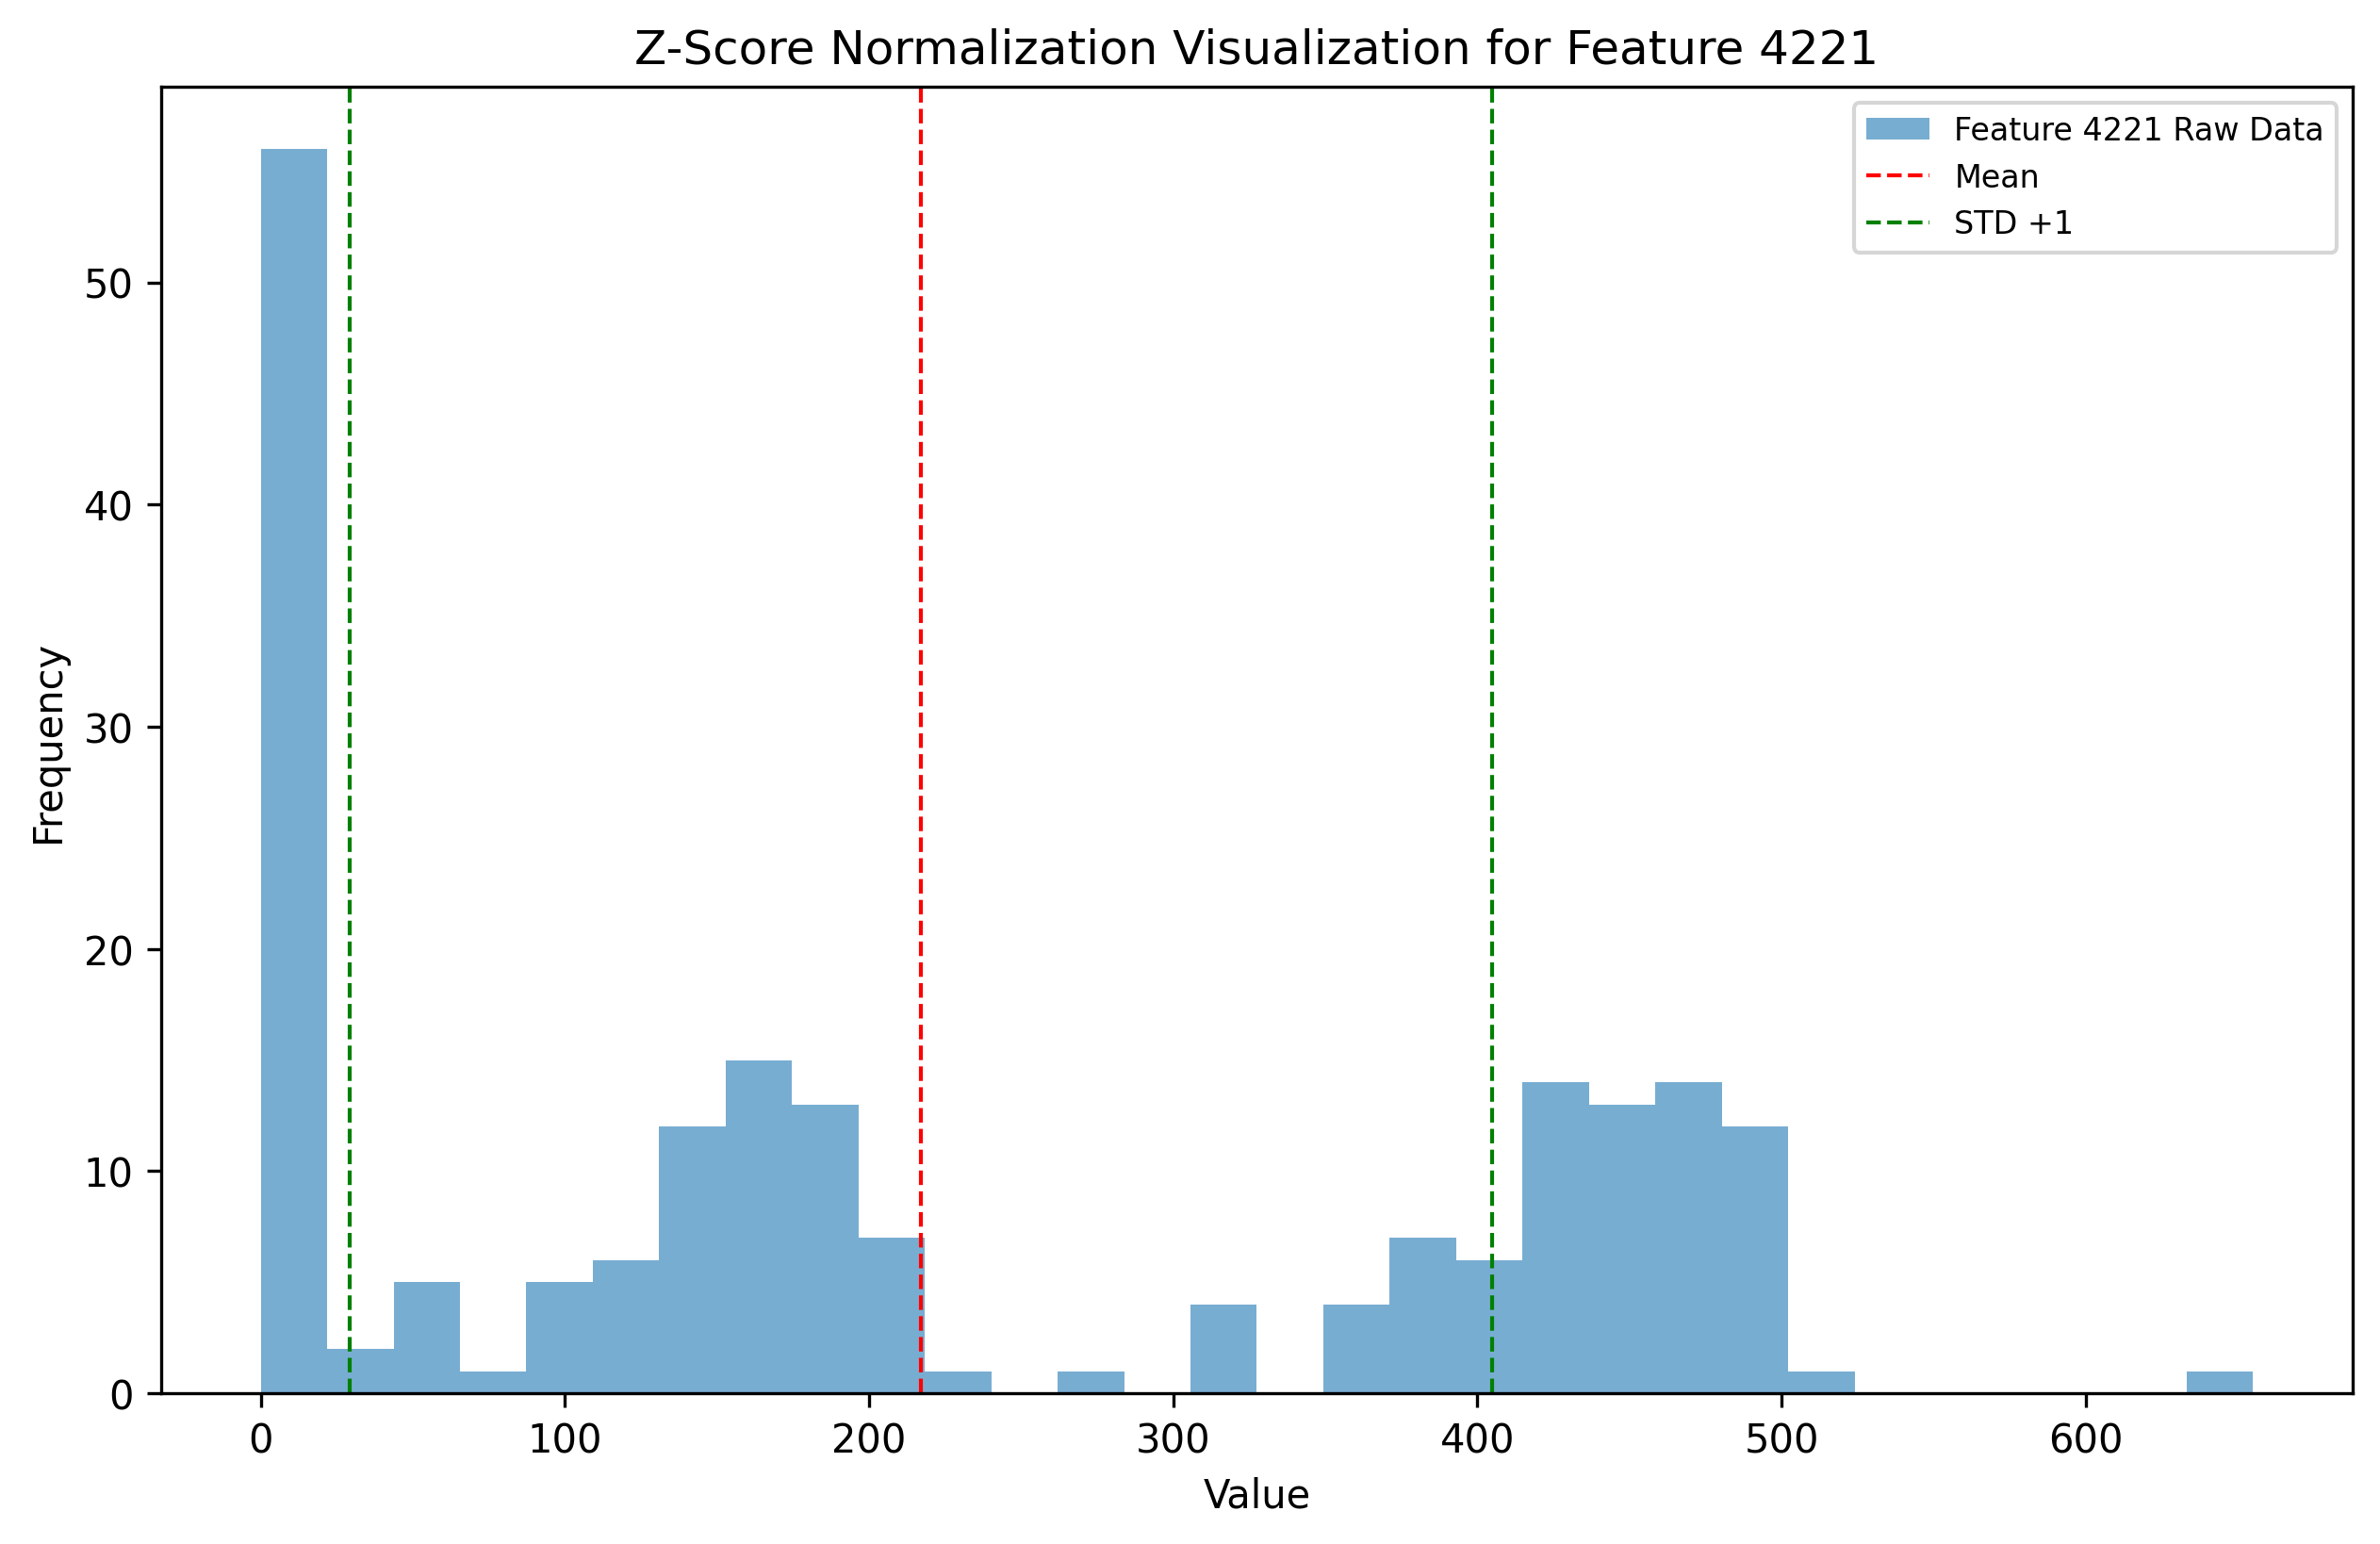 Z-Score Normalization Visualization for Feature 4221
Feature 4221 Raw Data
Mean
STD +1
Frequency
50
40
30
20
10
0
0 100 200 300 400 500 600
Value